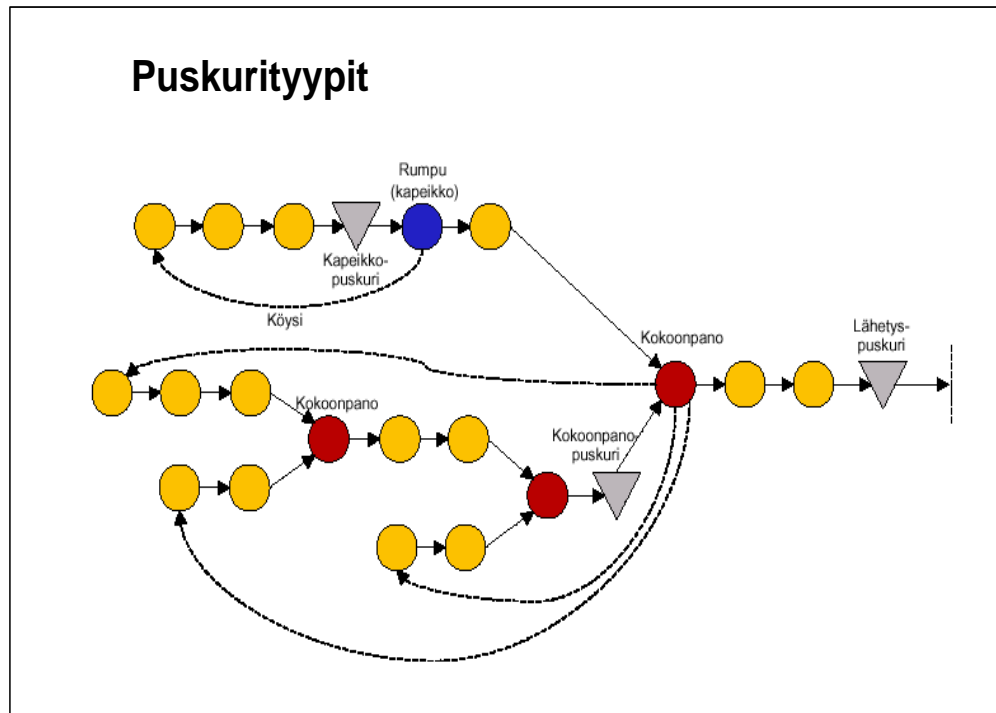 Puskurityypit
Rumpu
(kapeikko)
Kapeikko-
puskuri
Köysi
Kokoonpano
Lähetys-
puskuri
Kokoonpano
Kokoonpano-
puskuri